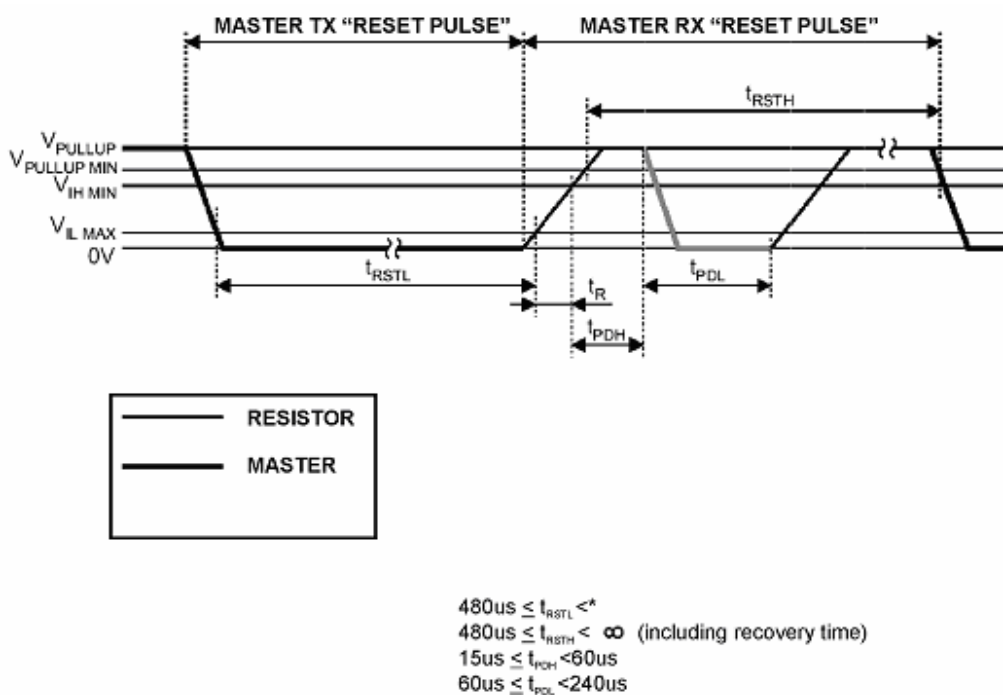 MASTER TX “RESET PULSE” MASTER RX “RESET PULSE”
tRSTH
VPULLUP
VPULLUP MIN
VIH MIN
VIL MAX
0V
tRSTL
tPDL
tR
tPDH
RESISTOR
MASTER
480us ≤ tRSTL <*
480us ≤ tRSTH < ∞ (including recovery time)
15us ≤ tPDH <60us
60us ≤ tPDL <240us